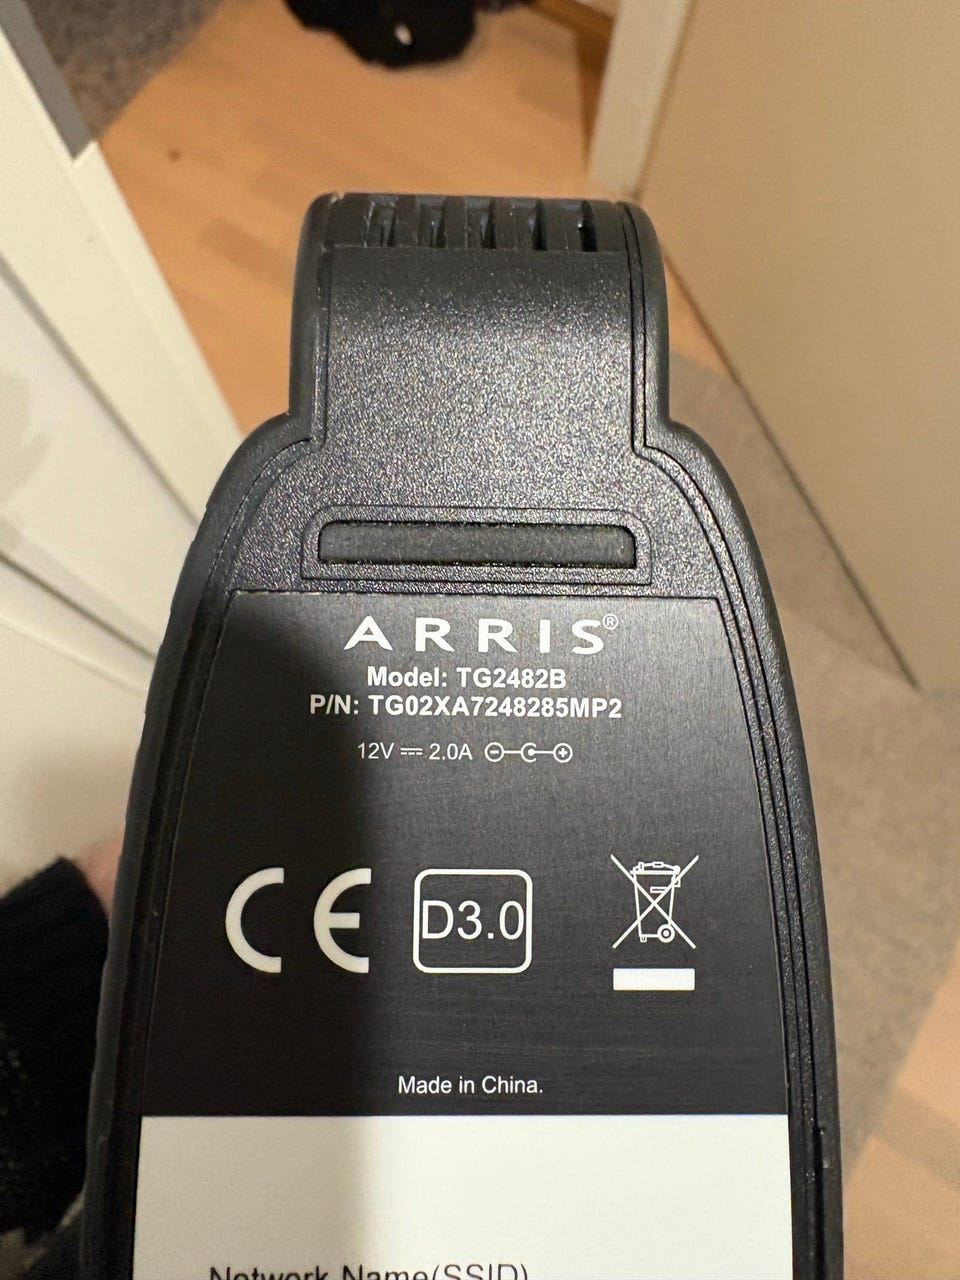 ARRIS®
Model: TG2482B
P/N: TG02XA7248285MP2
12V ⎓ 2.0A
CE
D3.0
Made in China.
Network Name(SSID)